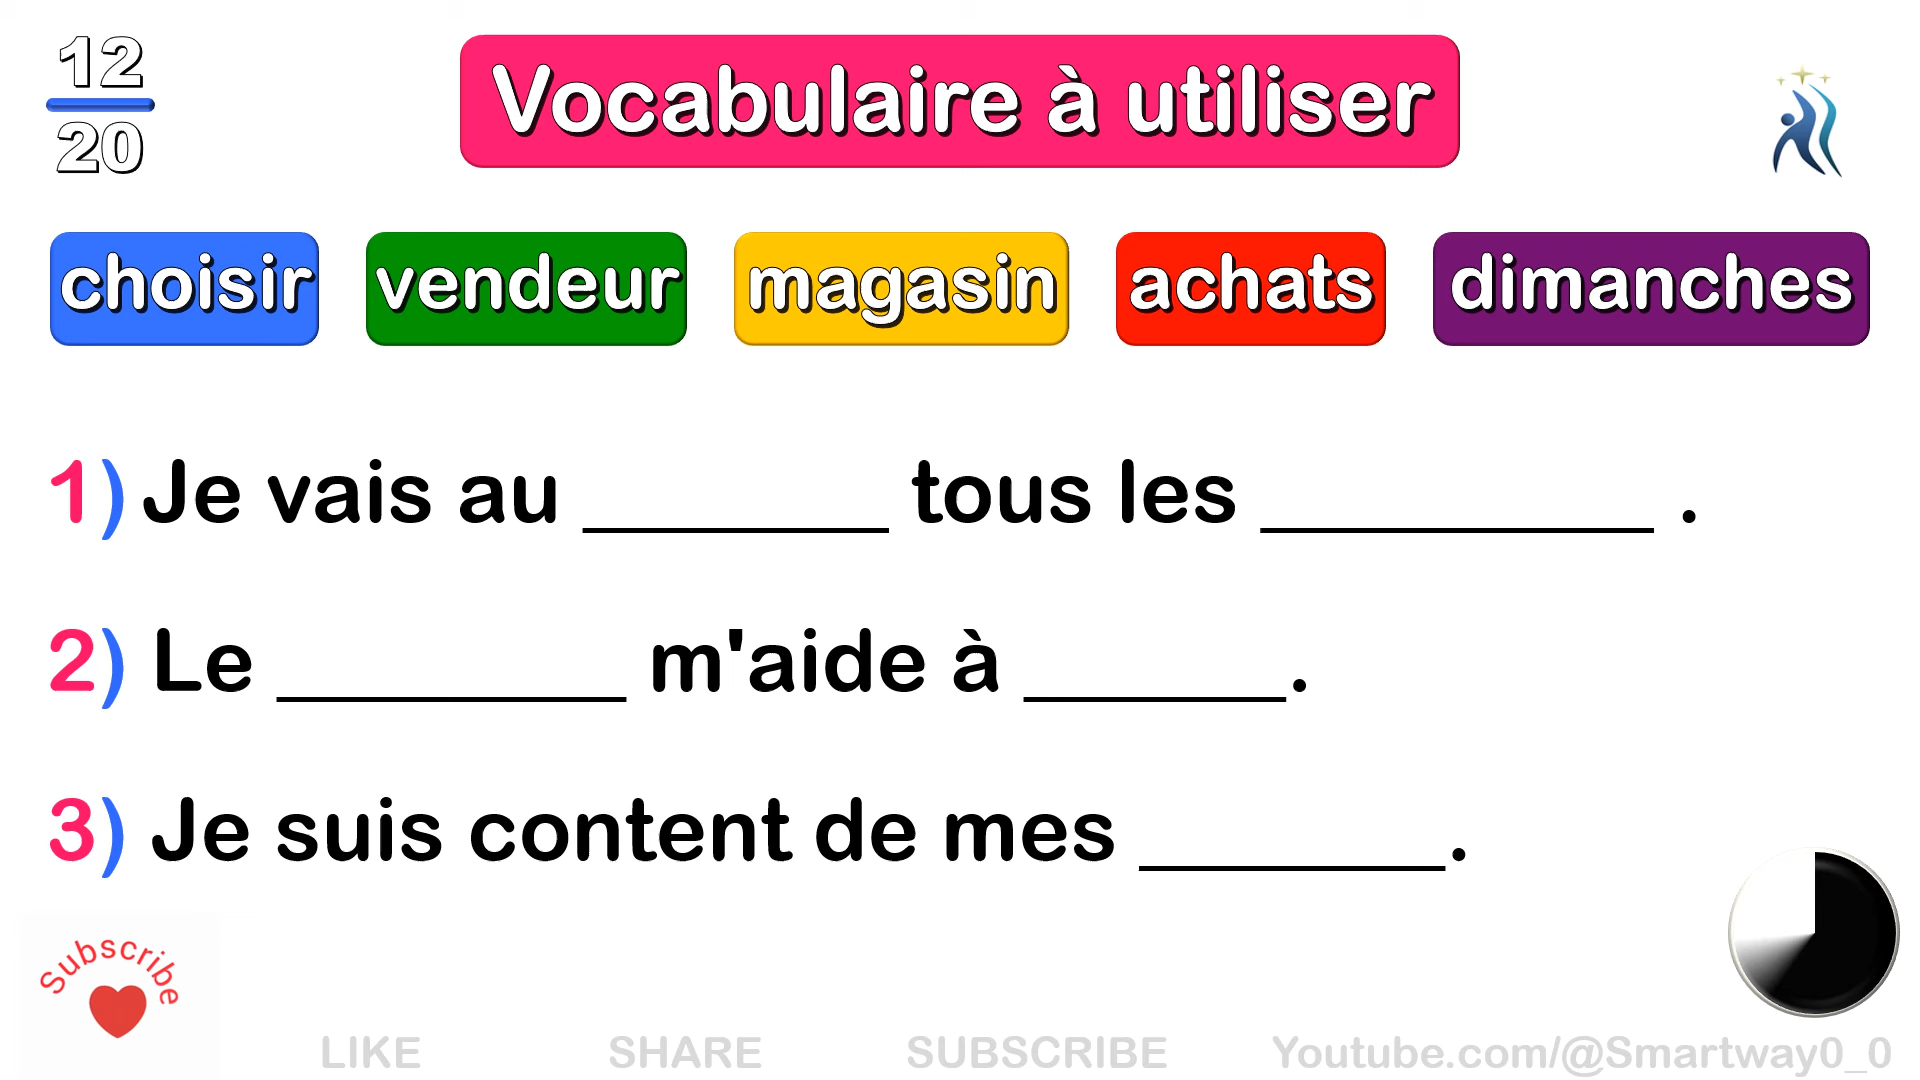 12
20
Vocabulaire à utiliser
choisir vendeur magasin achats dimanches
1) Je vais au _______ tous les _________ .
2) Le ________ m'aide à ______.
3) Je suis content de mes _______.
Subscribe
LIKE SHARE SUBSCRIBE Youtube.com/@Smartway0_0